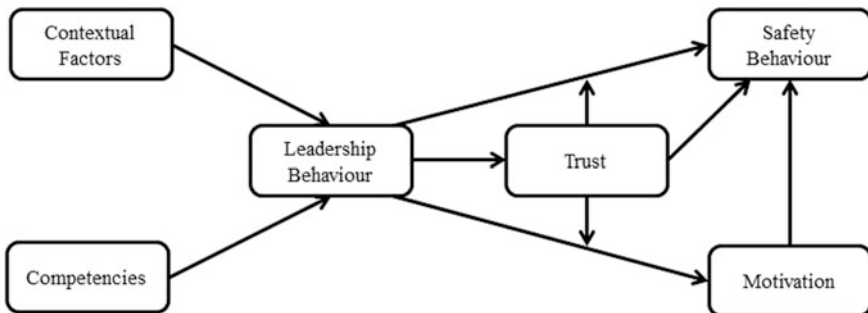 Contextual
Factors
Safety
Behaviour
Leadership
Behaviour
Trust
Competencies
Motivation